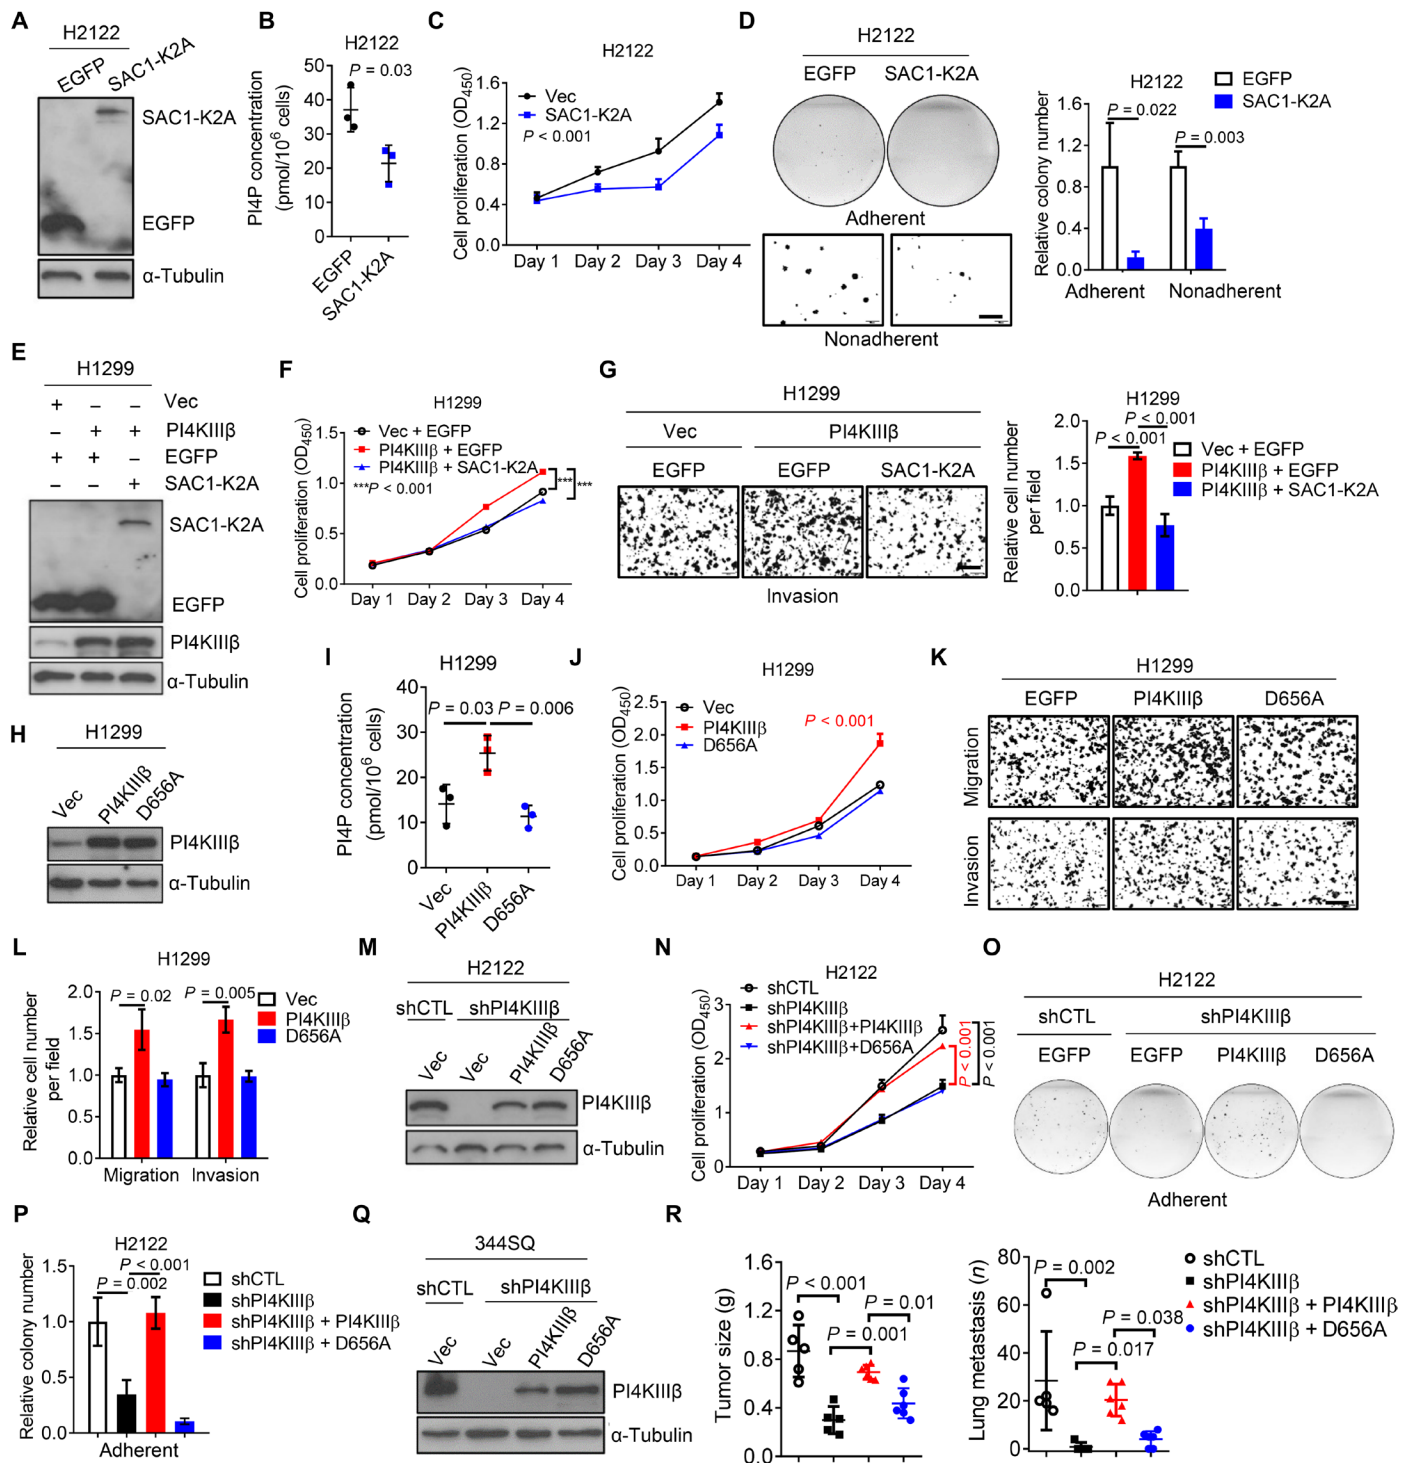 A
H2122
EGFP
SAC1-K2A
SAC1-K2A
EGFP
α-Tubulin
B
H2122
P = 0.03
PI4P concentration
(pmol/10⁶ cells)
50
40
30
20
10
0
EGFP
SAC1-K2A
C
H2122
Cell proliferation (OD₄₅₀)
1.6
1.2
0.8
0.4
0.0
Vec
SAC1-K2A
P < 0.001
Day 1 Day 2 Day 3 Day 4
D
H2122
EGFP SAC1-K2A
Adherent
Nonadherent
H2122
EGFP
SAC1-K2A
Relative colony number
1.6
1.2
0.8
0.4
0.0
P = 0.022
P = 0.003
Adherent Nonadherent
E
H1299
+ – – Vec
– + + PI4KIIIβ
+ + – EGFP
– – + SAC1-K2A
SAC1-K2A
EGFP
PI4KIIIβ
α-Tubulin
F
H1299
Cell proliferation (OD₄₅₀)
1.5
1.0
0.5
0.0
Vec + EGFP
PI4KIIIβ + EGFP
PI4KIIIβ + SAC1-K2A
***P < 0.001
*** ***
Day 1 Day 2 Day 3 Day 4
G
H1299
Vec PI4KIIIβ
EGFP EGFP SAC1-K2A
Invasion
H1299
Relative cell number
per field
2.0
1.5
1.0
0.5
0.0
P < 0.001
P < 0.001
Vec + EGFP
PI4KIIIβ + EGFP
PI4KIIIβ + SAC1-K2A
H
H1299
Vec
PI4KIIIβ
D656A
PI4KIIIβ
α-Tubulin
I
H1299
PI4P concentration
(pmol/10⁶ cells)
40
30
20
10
0
P = 0.03 P = 0.006
Vec
PI4KIIIβ
D656A
J
H1299
Cell proliferation (OD₄₅₀)
2.5
2.0
1.5
1.0
0.5
0.0
Vec
PI4KIIIβ
D656A
P < 0.001
Day 1 Day 2 Day 3 Day 4
K
H1299
EGFP PI4KIIIβ D656A
Migration
Invasion
L
H1299
Relative cell number
per field
2.0
1.5
1.0
0.5
0.0
P = 0.02 P = 0.005
Vec
PI4KIIIβ
D656A
Migration Invasion
M
H2122
shCTL shPI4KIIIβ
Vec
Vec
PI4KIIIβ
D656A
PI4KIIIβ
α-Tubulin
N
H2122
Cell proliferation (OD₄₅₀)
3
2
1
0
shCTL
shPI4KIIIβ
shPI4KIIIβ+PI4KIIIβ
shPI4KIIIβ+D656A
P < 0.001
P < 0.001
Day 1 Day 2 Day 3 Day 4
O
H2122
shCTL shPI4KIIIβ
EGFP EGFP PI4KIIIβ D656A
Adherent
P
H2122
Relative colony number
1.5
1.0
0.5
0.0
P < 0.001
P = 0.002
shCTL
shPI4KIIIβ
shPI4KIIIβ + PI4KIIIβ
shPI4KIIIβ + D656A
Adherent
Q
344SQ
shCTL shPI4KIIIβ
Vec
Vec
PI4KIIIβ
D656A
PI4KIIIβ
α-Tubulin
R
Tumor size (g)
1.6
1.2
0.8
0.4
0.0
P < 0.001
P = 0.01
P = 0.001
Lung metastasis (n)
80
60
40
20
0
P = 0.002
P = 0.038
P = 0.017
shCTL
shPI4KIIIβ
shPI4KIIIβ + PI4KIIIβ
shPI4KIIIβ + D656A